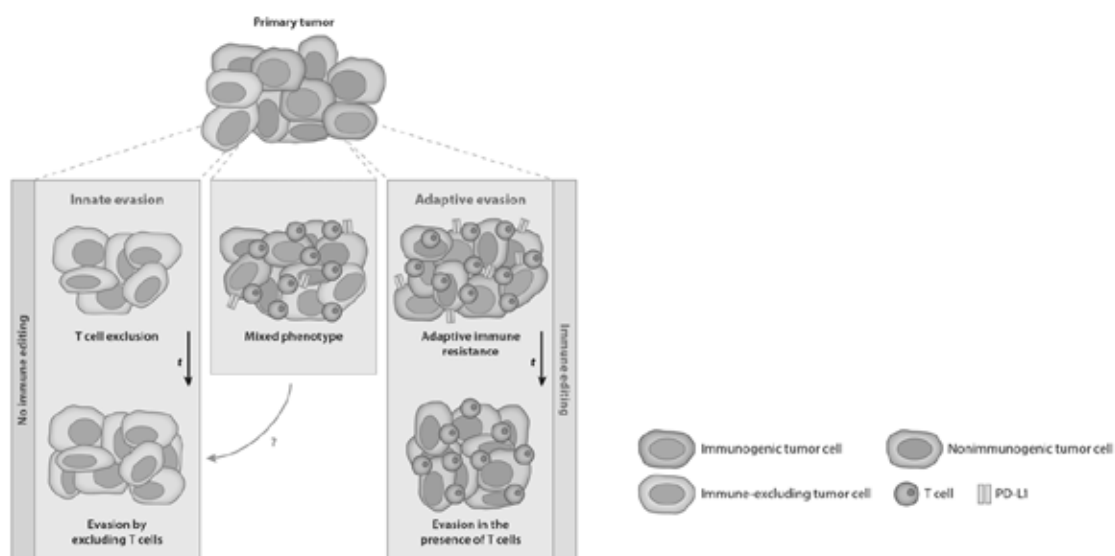 Primary tumor
Innate evasion
Adaptive evasion
No immune editing
T cell exclusion
t
Mixed phenotype
Adaptive immune
resistance
t
Immune editing
?
Evasion by
excluding T cells
Evasion in the
presence of T cells
Immunogenic tumor cell
Nonimmunogenic tumor cell
Immune-excluding tumor cell
T cell
PD-L1